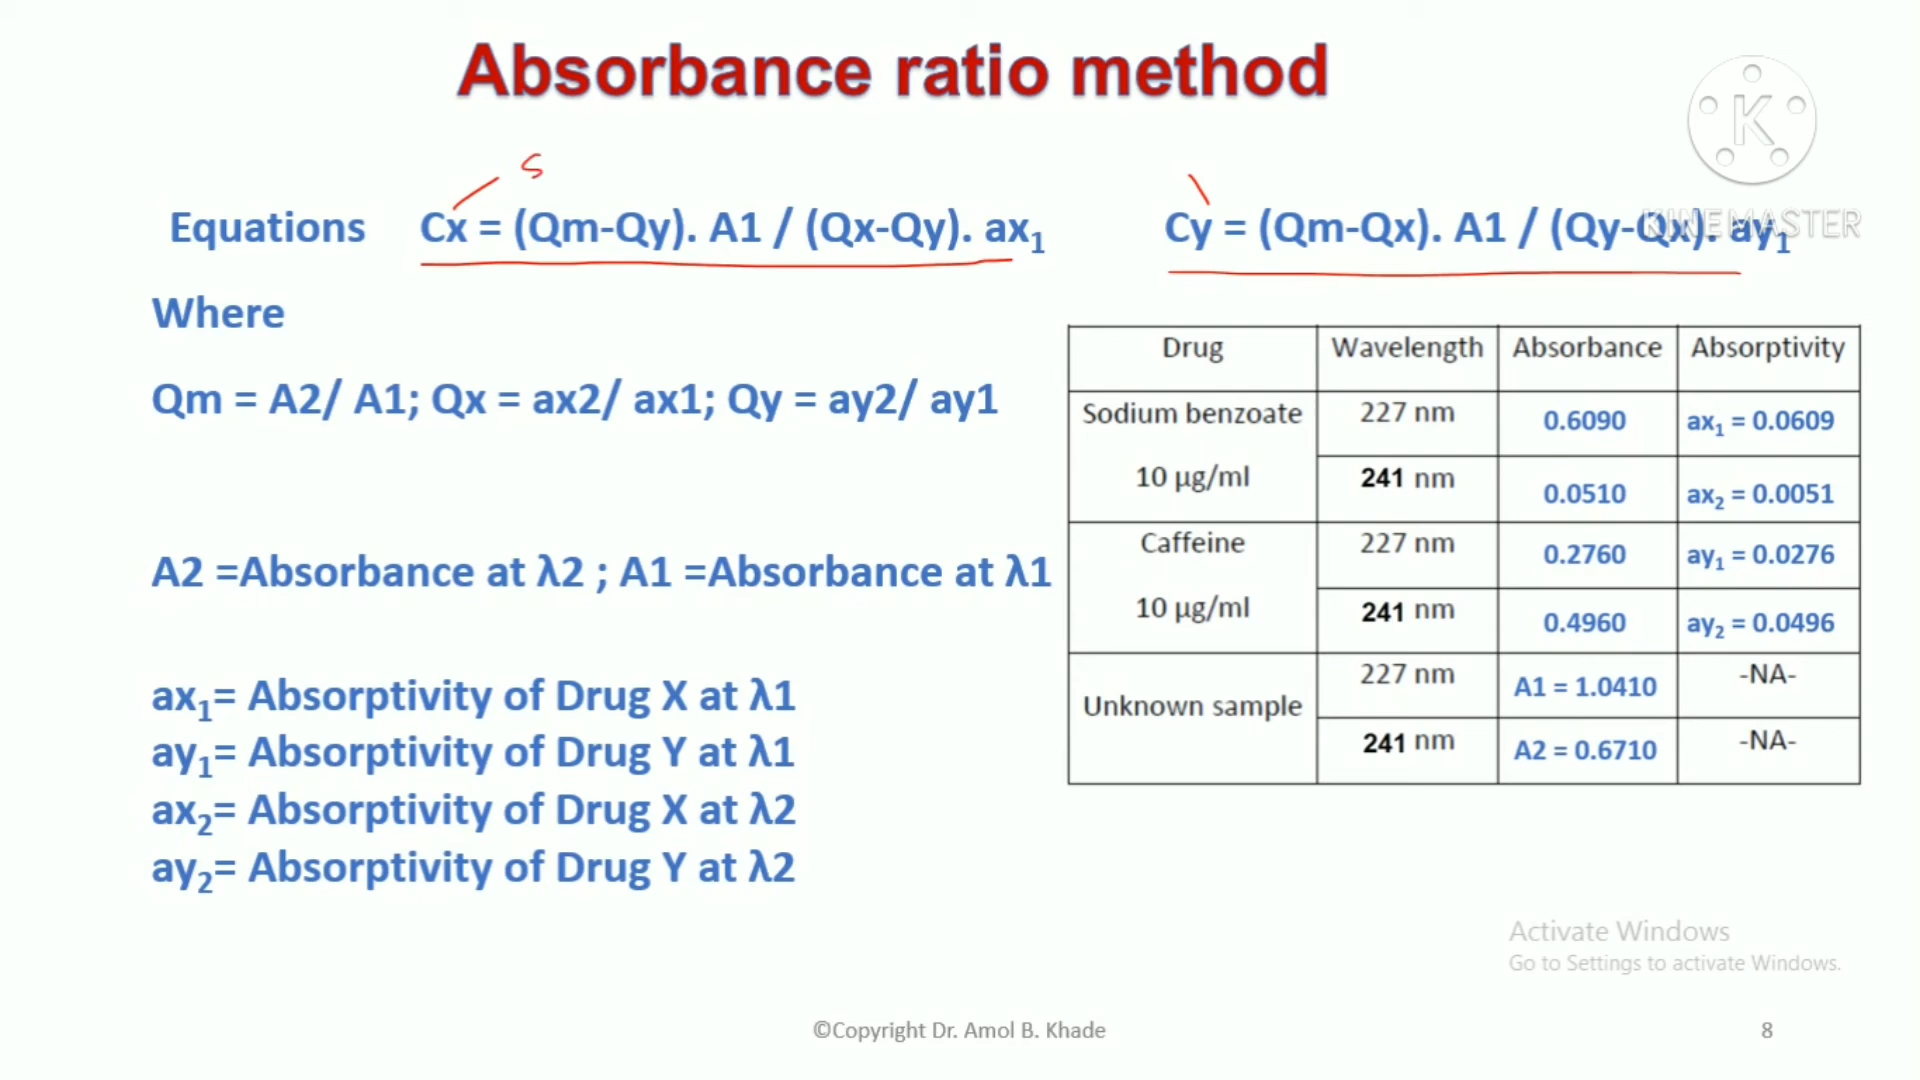 Absorbance ratio method
K
KINEMASTER
S
Equations Cx = (Qm-Qy). A1 / (Qx-Qy). ax₁ Cy = (Qm-Qx). A1 / (Qy-Qx). ay₁
Where
Qm = A2/ A1; Qx = ax2/ ax1; Qy = ay2/ ay1
A2 =Absorbance at λ2 ; A1 =Absorbance at λ1
ax₁= Absorptivity of Drug X at λ1
ay₁= Absorptivity of Drug Y at λ1
ax₂= Absorptivity of Drug X at λ2
ay₂= Absorptivity of Drug Y at λ2
Drug Wavelength Absorbance Absorptivity
Sodium benzoate 227 nm 0.6090 ax₁ = 0.0609
10 µg/ml 241 nm 0.0510 ax₂ = 0.0051
Caffeine 227 nm 0.2760 ay₁ = 0.0276
10 µg/ml 241 nm 0.4960 ay₂ = 0.0496
Unknown sample 227 nm A1 = 1.0410 -NA-
241 nm A2 = 0.6710 -NA-
Activate Windows
Go to Settings to activate Windows.
©Copyright Dr. Amol B. Khade
8